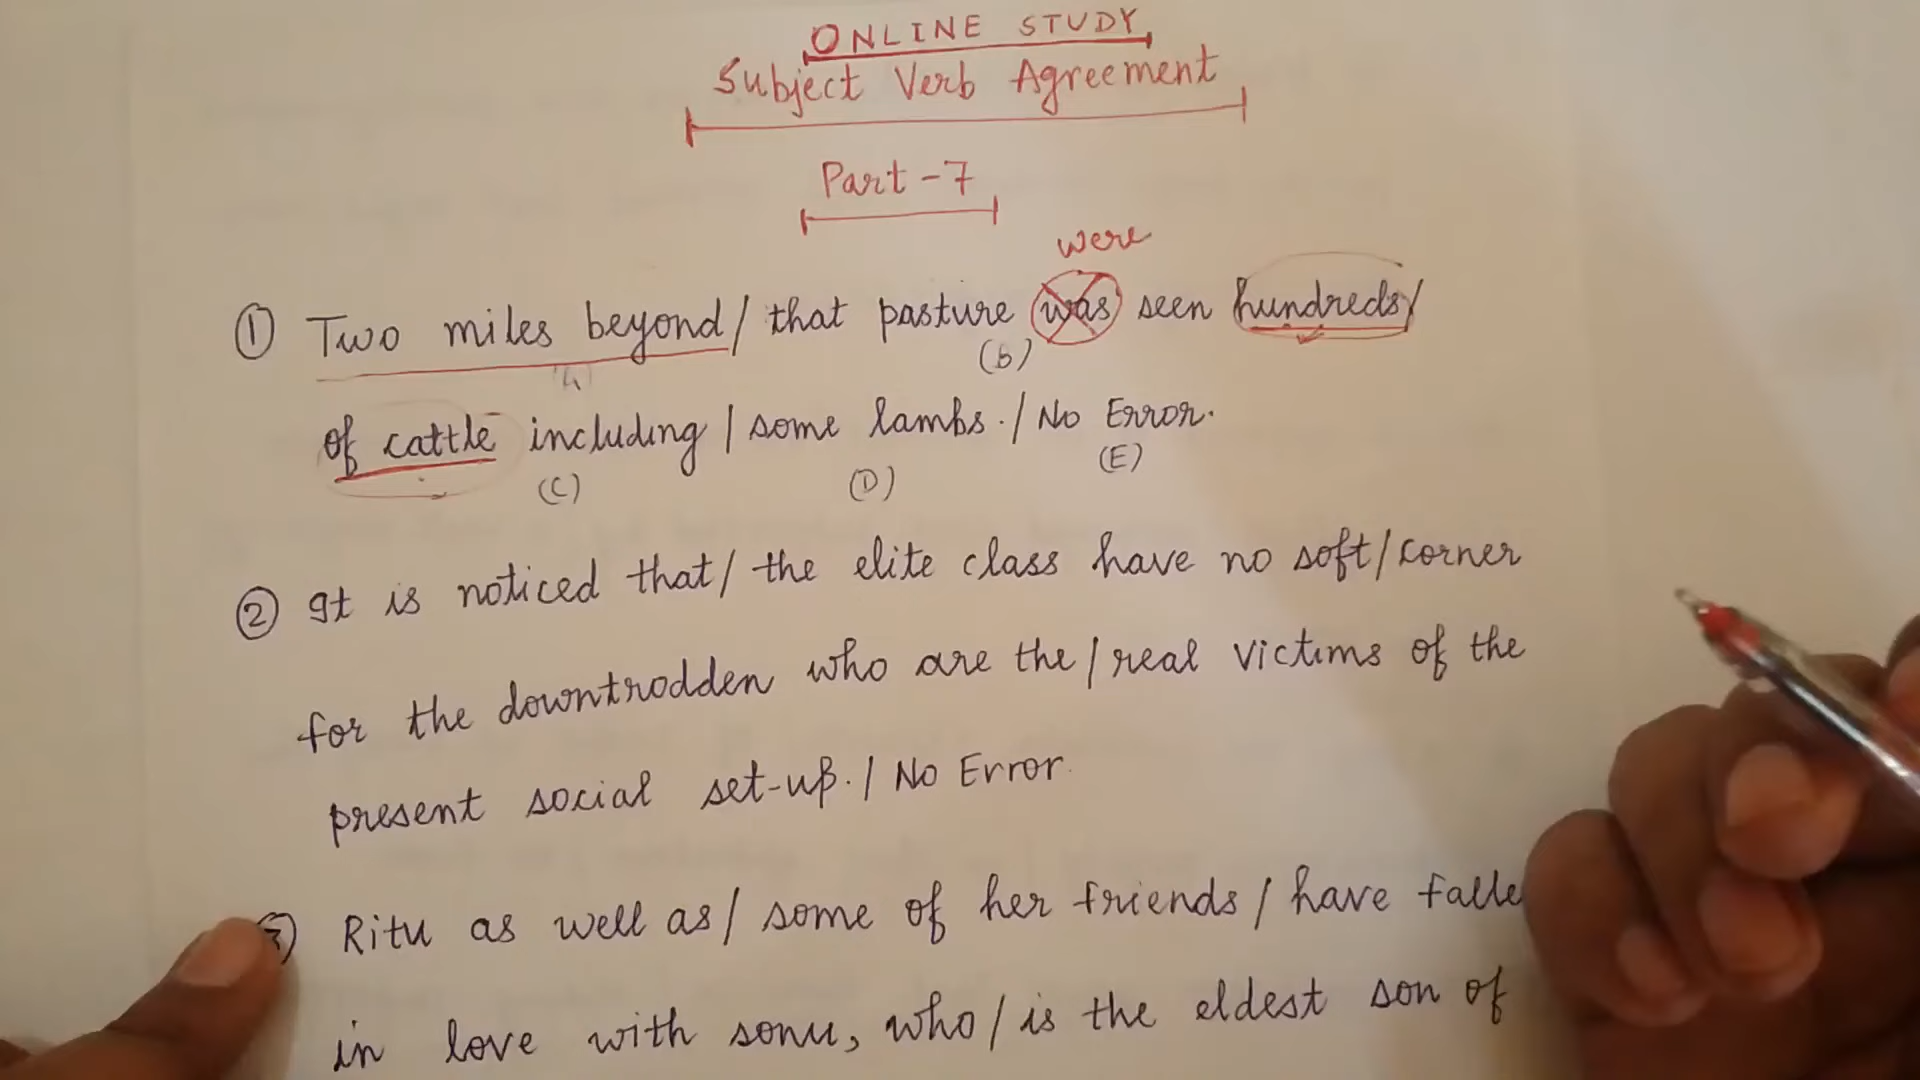 ONLINE STUDY
Subject Verb Agreement
Part-7
were
① Two miles beyond/ that pasture was seen hundreds/
(b)
of cattle including / some lambs. / No Error.
(C) (D) (E)
② It is noticed that/ the elite class have no soft/corner
for the downtrodden who are the / real victims of the
present social set-up. / No Error.
Ritu as well as/ some of her friends / have
in love with sonu, who / is the eldest son of